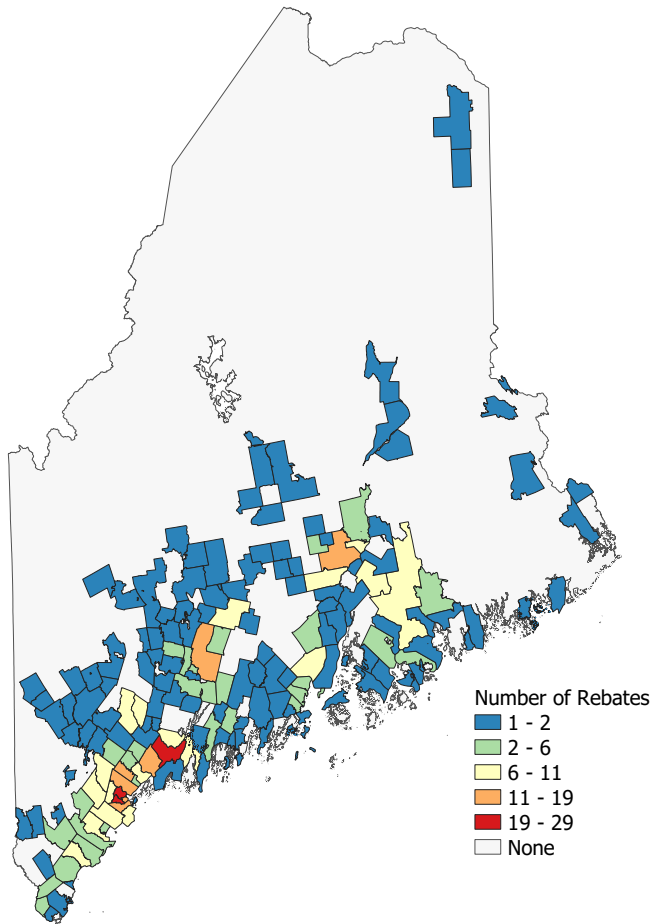 Number of Rebates
1 - 2
2 - 6
6 - 11
11 - 19
19 - 29
None